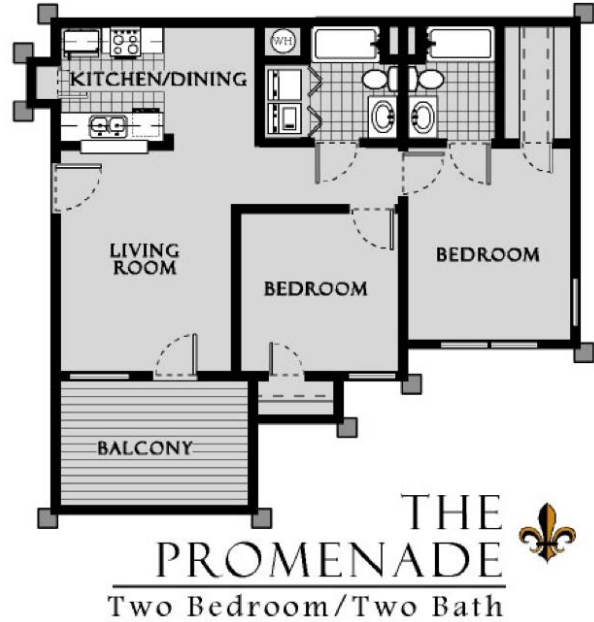 WH
KITCHEN/DINING
LIVING
ROOM
BEDROOM
BEDROOM
BALCONY
THE
PROMENADE
Two Bedroom/Two Bath